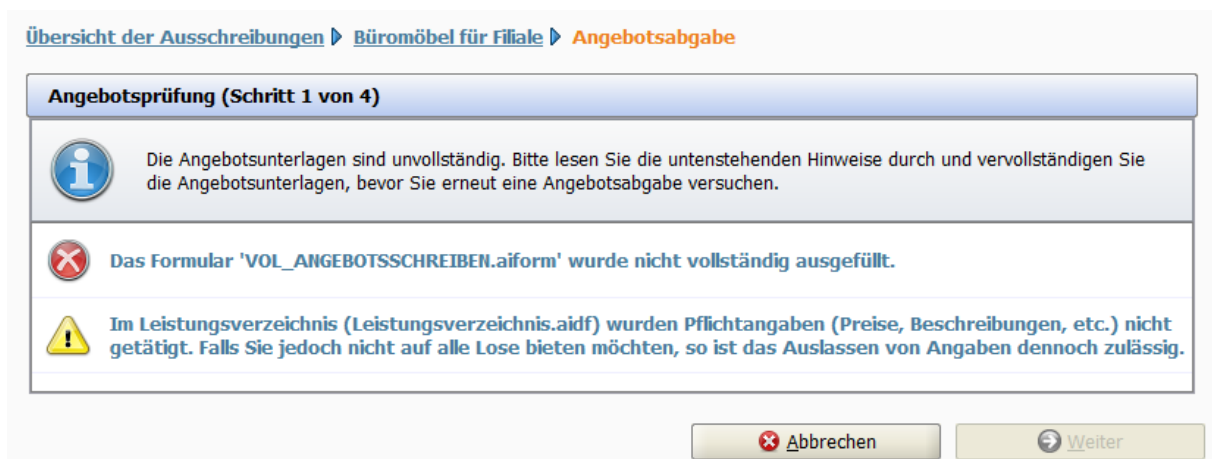 Übersicht der Ausschreibungen Büromöbel für Filiale Angebotsabgabe
Angebotsprüfung (Schritt 1 von 4)
Die Angebotsunterlagen sind unvollständig. Bitte lesen Sie die untenstehenden Hinweise durch und vervollständigen Sie
die Angebotsunterlagen, bevor Sie erneut eine Angebotsabgabe versuchen.
Das Formular 'VOL_ANGEBOTSSCHREIBEN.aiform' wurde nicht vollständig ausgefüllt.
Im Leistungsverzeichnis (Leistungsverzeichnis.aidf) wurden Pflichtangaben (Preise, Beschreibungen, etc.) nicht
getätigt. Falls Sie jedoch nicht auf alle Lose bieten möchten, so ist das Auslassen von Angaben dennoch zulässig.
Abbrechen Weiter